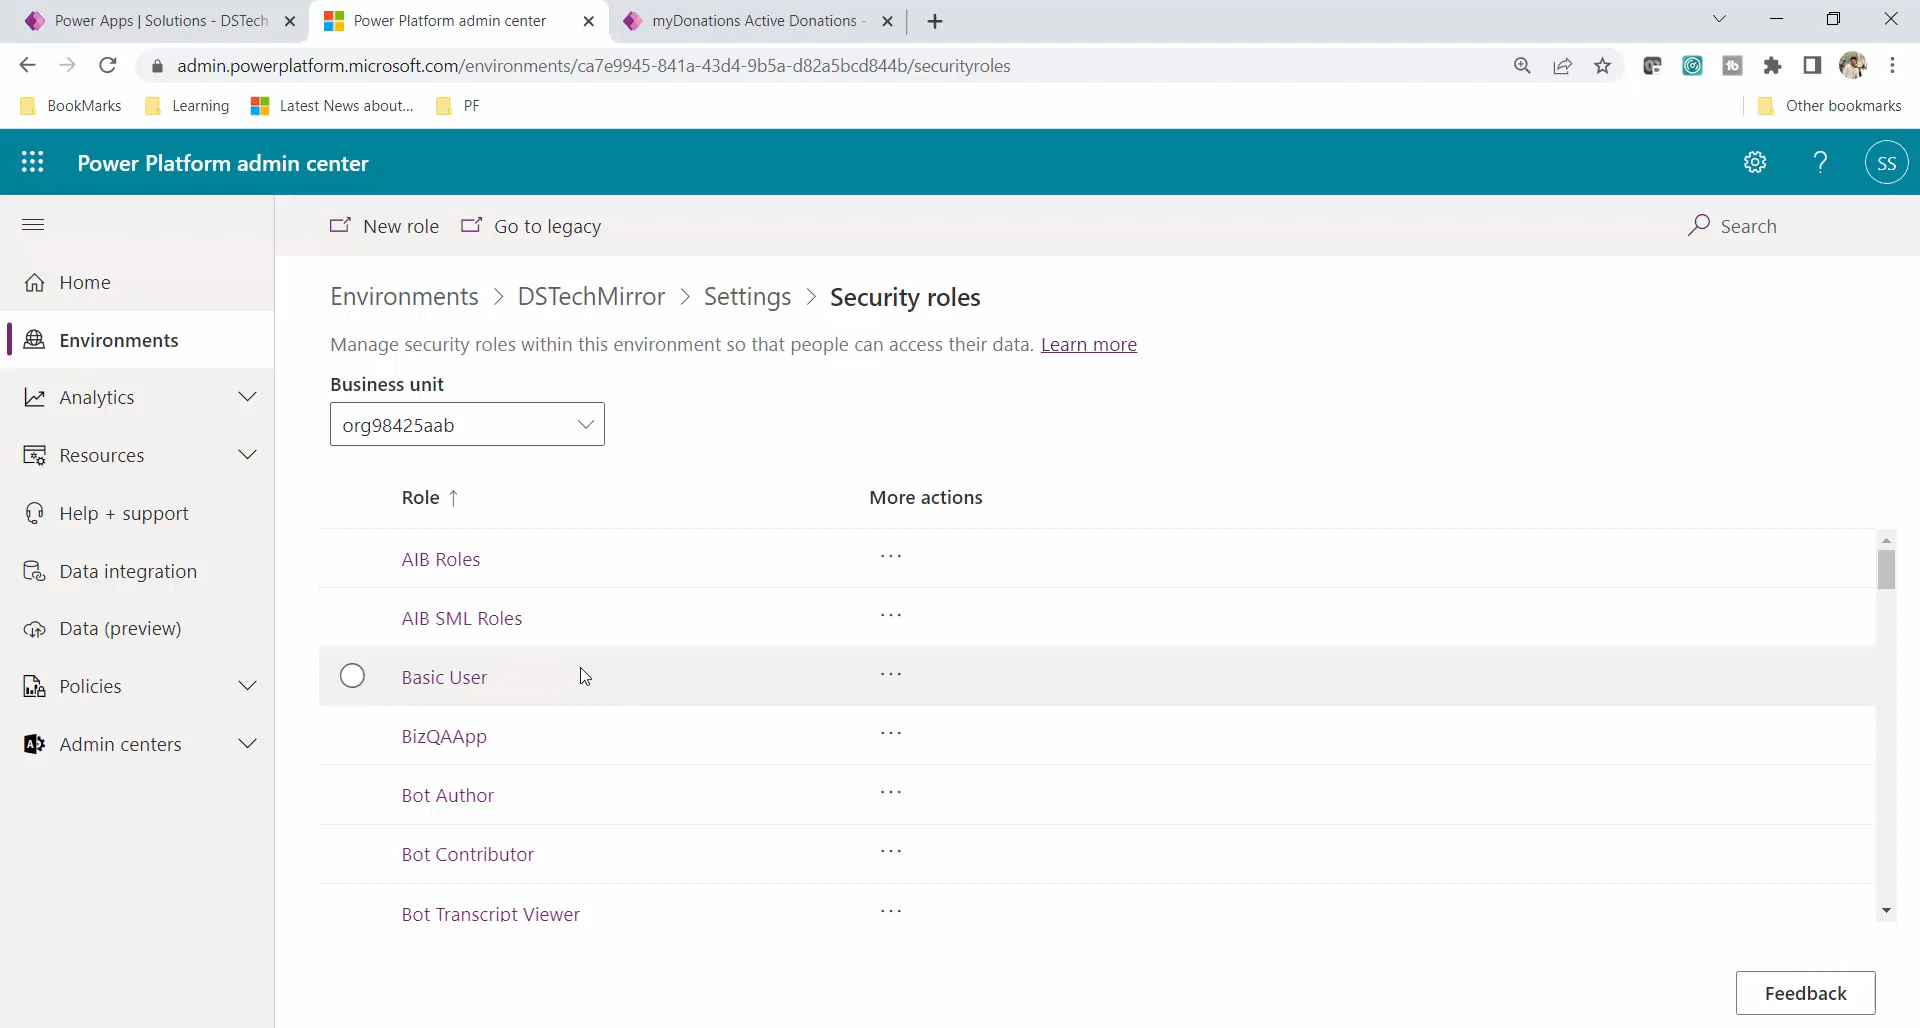 Power Apps | Solutions - DSTech
Power Platform admin center
myDonations Active Donations -
admin.powerplatform.microsoft.com/environments/ca7e9945-841a-43d4-9b5a-d82a5bcd844b/securityroles
BookMarks
Learning
Latest News about...
PF
Other bookmarks
Power Platform admin center
?
SS
New role
Go to legacy
Search
Home
Environments
Analytics
Resources
Help + support
Data integration
Data (preview)
Policies
Admin centers
Environments > DSTechMirror > Settings > Security roles
Manage security roles within this environment so that people can access their data. Learn more
Business unit
org98425aab
Role ↑ More actions
AIB Roles ...
AIB SML Roles ...
Basic User ...
BizQAApp ...
Bot Author ...
Bot Contributor ...
Bot Transcript Viewer ...
Feedback